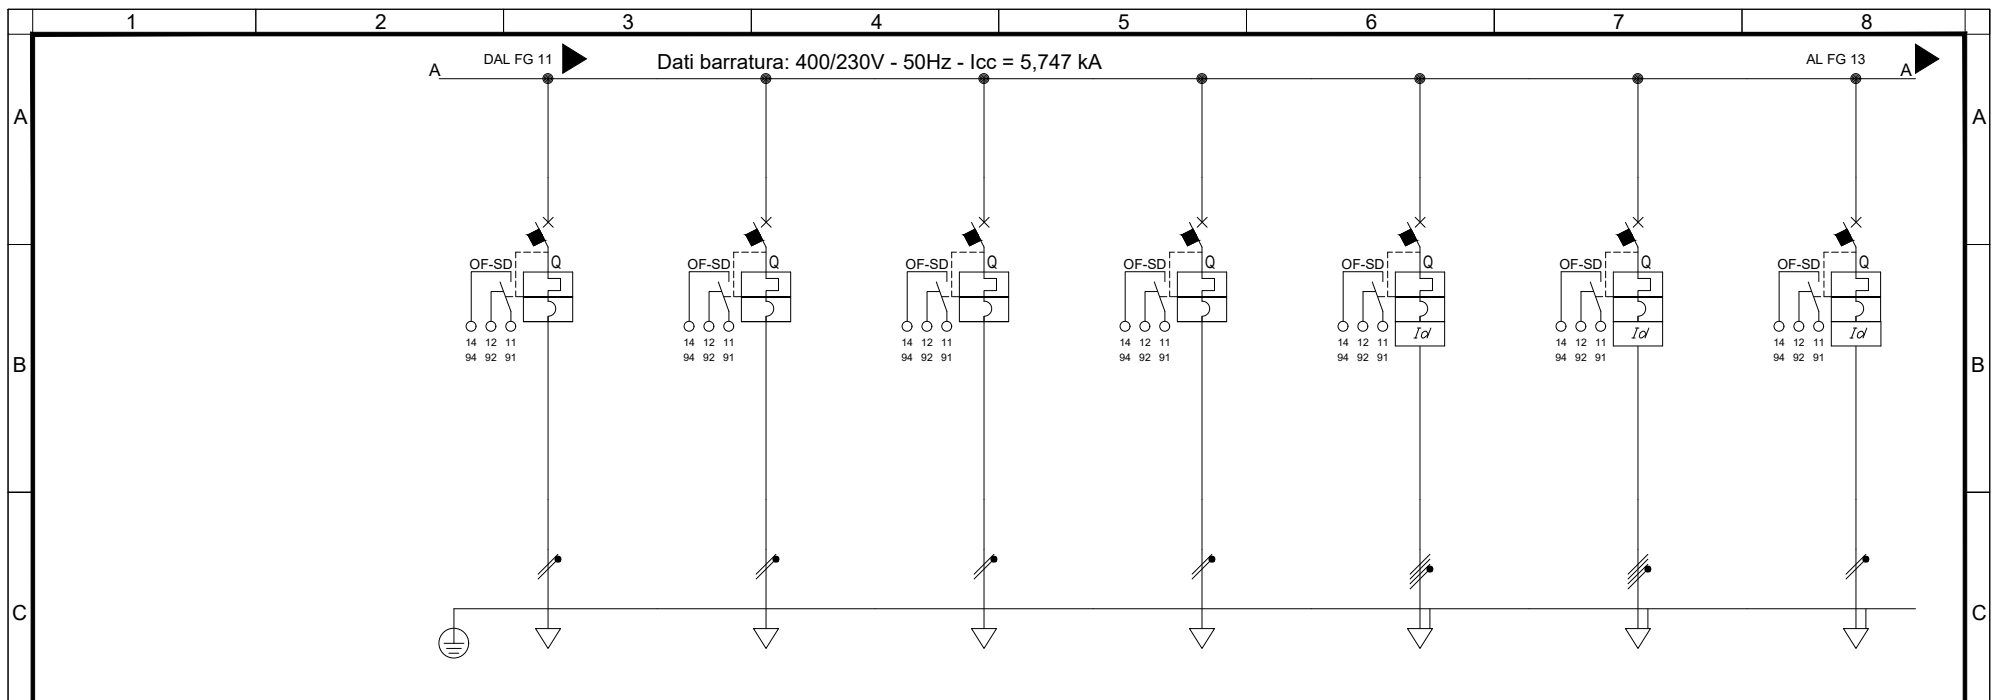 1 2 3 4 5 6 7 8
DAL FG 11 Dati barratura: 400/230V - 50Hz - Icc = 5,747 kA AL FG 13
A A
A A
OF-SD Q OF-SD Q OF-SD Q OF-SD Q OF-SD Q OF-SD Q OF-SD Q
Id Id Id
14 12 11 14 12 11 14 12 11 14 12 11 14 12 11 14 12 11 14 12 11
94 92 91 94 92 91 94 92 91 94 92 91 94 92 91 94 92 91 94 92 91
B B
C C